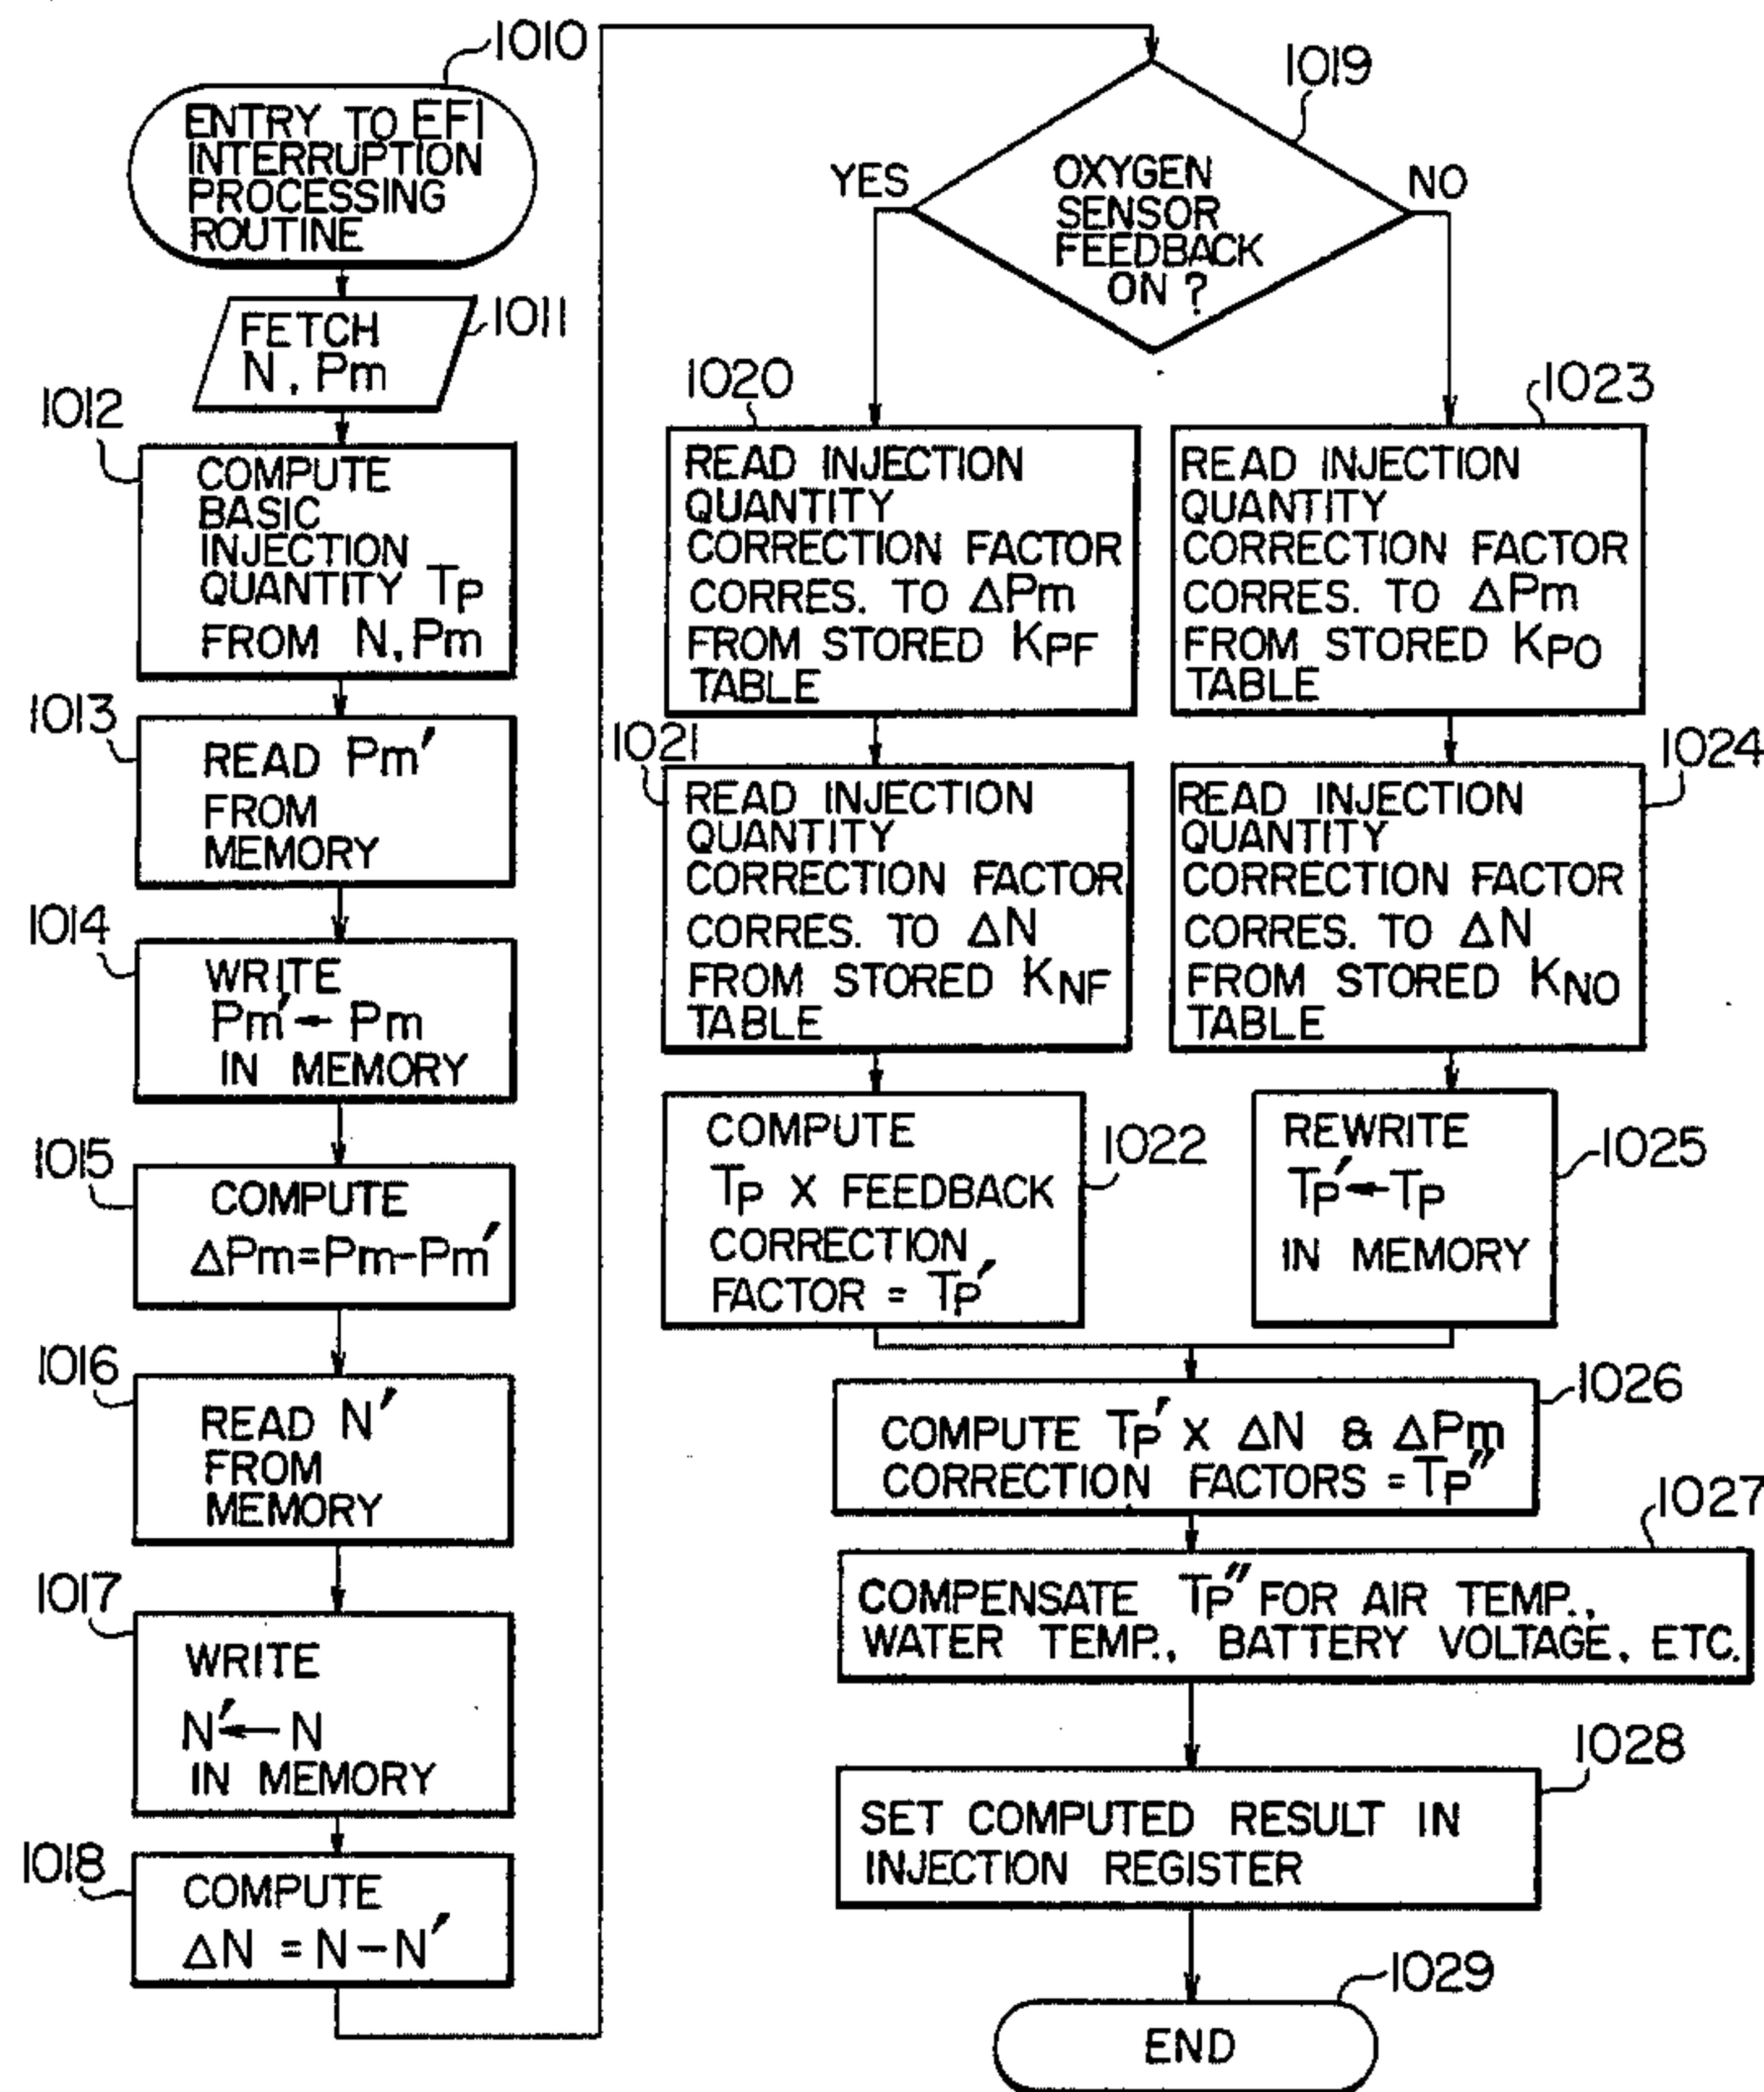 1010
ENTRY TO EFI
INTERRUPTION
PROCESSING
ROUTINE
1011
FETCH
N, Pm
1012
COMPUTE
BASIC
INJECTION
QUANTITY TP
FROM N, Pm
1013
READ Pm'
FROM
MEMORY
1014
WRITE
Pm' ← Pm
IN MEMORY
1015
COMPUTE
ΔPm=Pm-Pm'
1016
READ N'
FROM
MEMORY
1017
WRITE
N' ← N
IN MEMORY
1018
COMPUTE
ΔN = N-N'
1019
OXYGEN
SENSOR
FEEDBACK
ON ?
YES
NO
1020
READ INJECTION
QUANTITY
CORRECTION FACTOR
CORRES. TO ΔPm
FROM STORED KPF
TABLE
1021
READ INJECTION
QUANTITY
CORRECTION FACTOR
CORRES. TO ΔN
FROM STORED KNF
TABLE
COMPUTE
TP X FEEDBACK
CORRECTION
FACTOR = TP'
1022
1023
READ INJECTION
QUANTITY
CORRECTION FACTOR
CORRES. TO ΔPm
FROM STORED KPO
TABLE
1024
READ INJECTION
QUANTITY
CORRECTION FACTOR
CORRES. TO ΔN
FROM STORED KNO
TABLE
REWRITE
TP' ← TP
IN MEMORY
1025
1026
COMPUTE TP' X ΔN & ΔPm
CORRECTION FACTORS = TP"
1027
COMPENSATE TP" FOR AIR TEMP.,
WATER TEMP., BATTERY VOLTAGE, ETC.
1028
SET COMPUTED RESULT IN
INJECTION REGISTER
1029
END